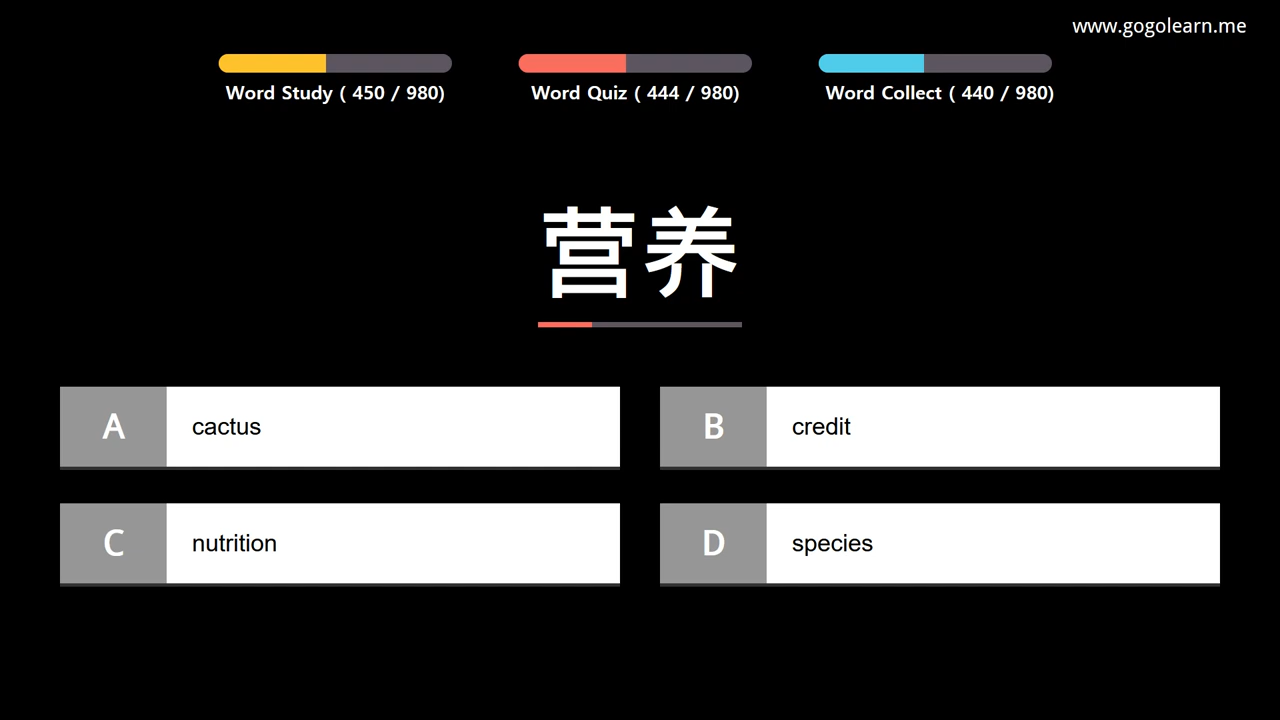 www.gogolearn.me
Word Study ( 450 / 980)
Word Quiz ( 444 / 980)
Word Collect ( 440 / 980)
营养
A cactus
B credit
C nutrition
D species